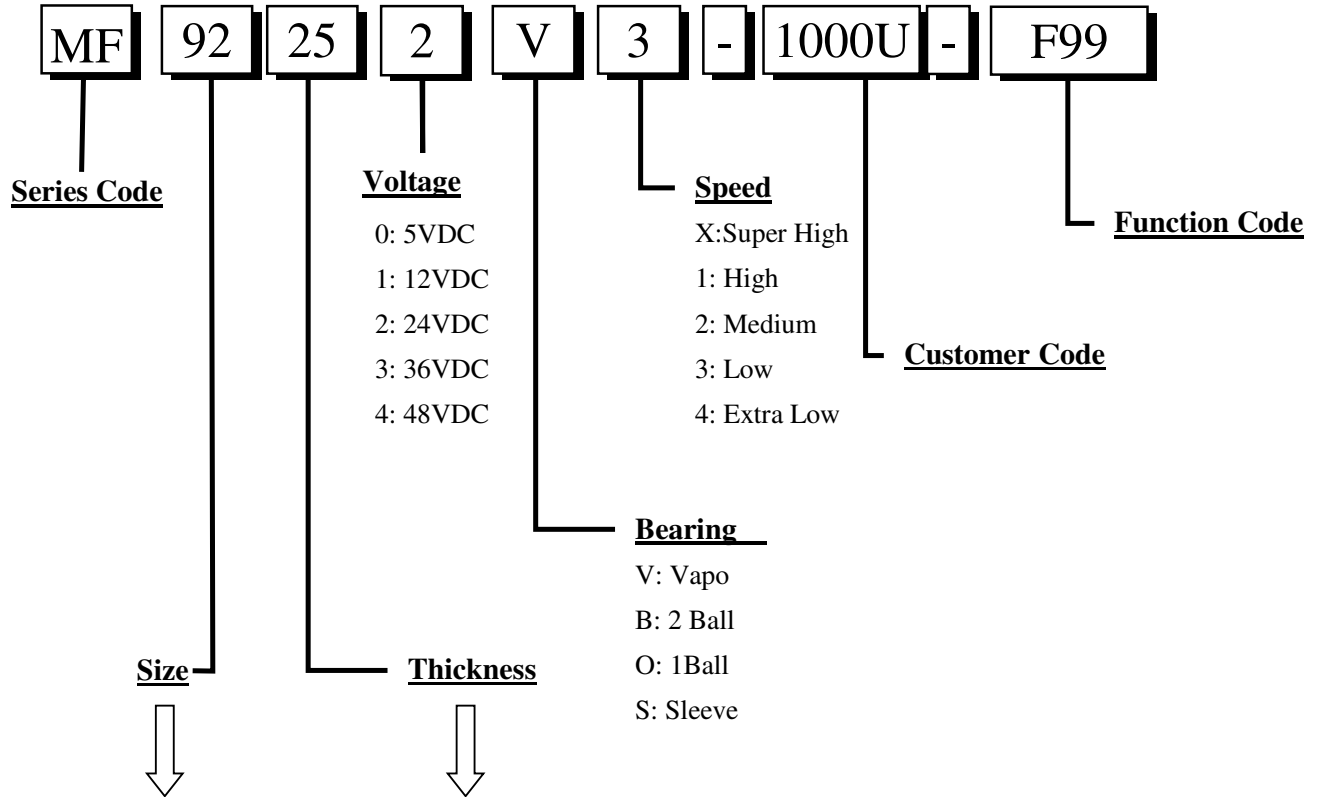 MF 92 25 2 V 3 - 1000U - F99
Series Code
Voltage
0: 5VDC
1: 12VDC
2: 24VDC
3: 36VDC
4: 48VDC
Speed
X:Super High
1: High
2: Medium
3: Low
4: Extra Low
Function Code
Customer Code
Bearing
V: Vapo
B: 2 Ball
O: 1Ball
S: Sleeve
Size
Thickness